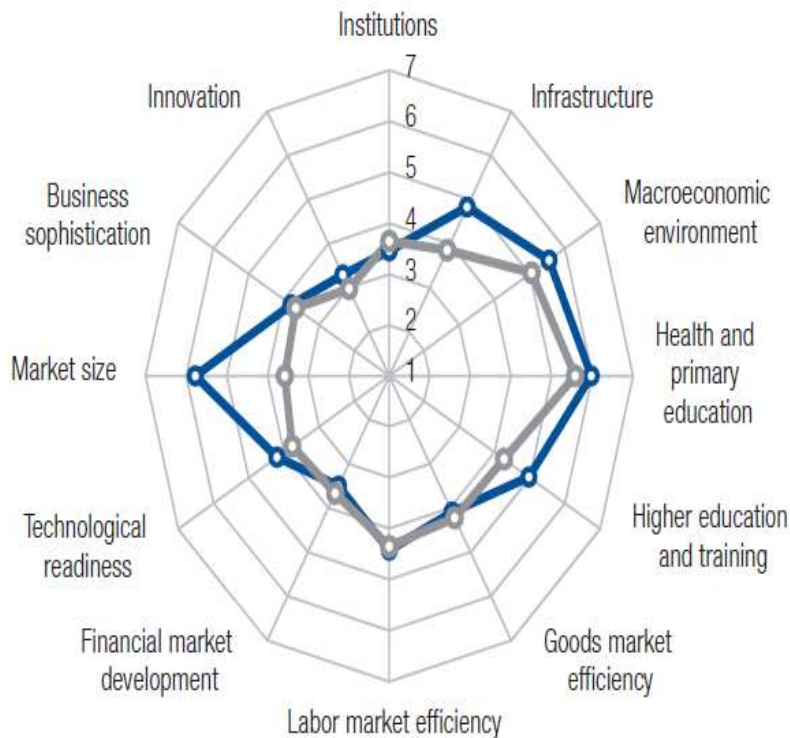 Institutions
7
6
5
4
3
2
1
Infrastructure
Macroeconomic
environment
Health and
primary
education
Higher education
and training
Goods market
efficiency
Labor market efficiency
Financial market
development
Technological
readiness
Market size
Business
sophistication
Innovation